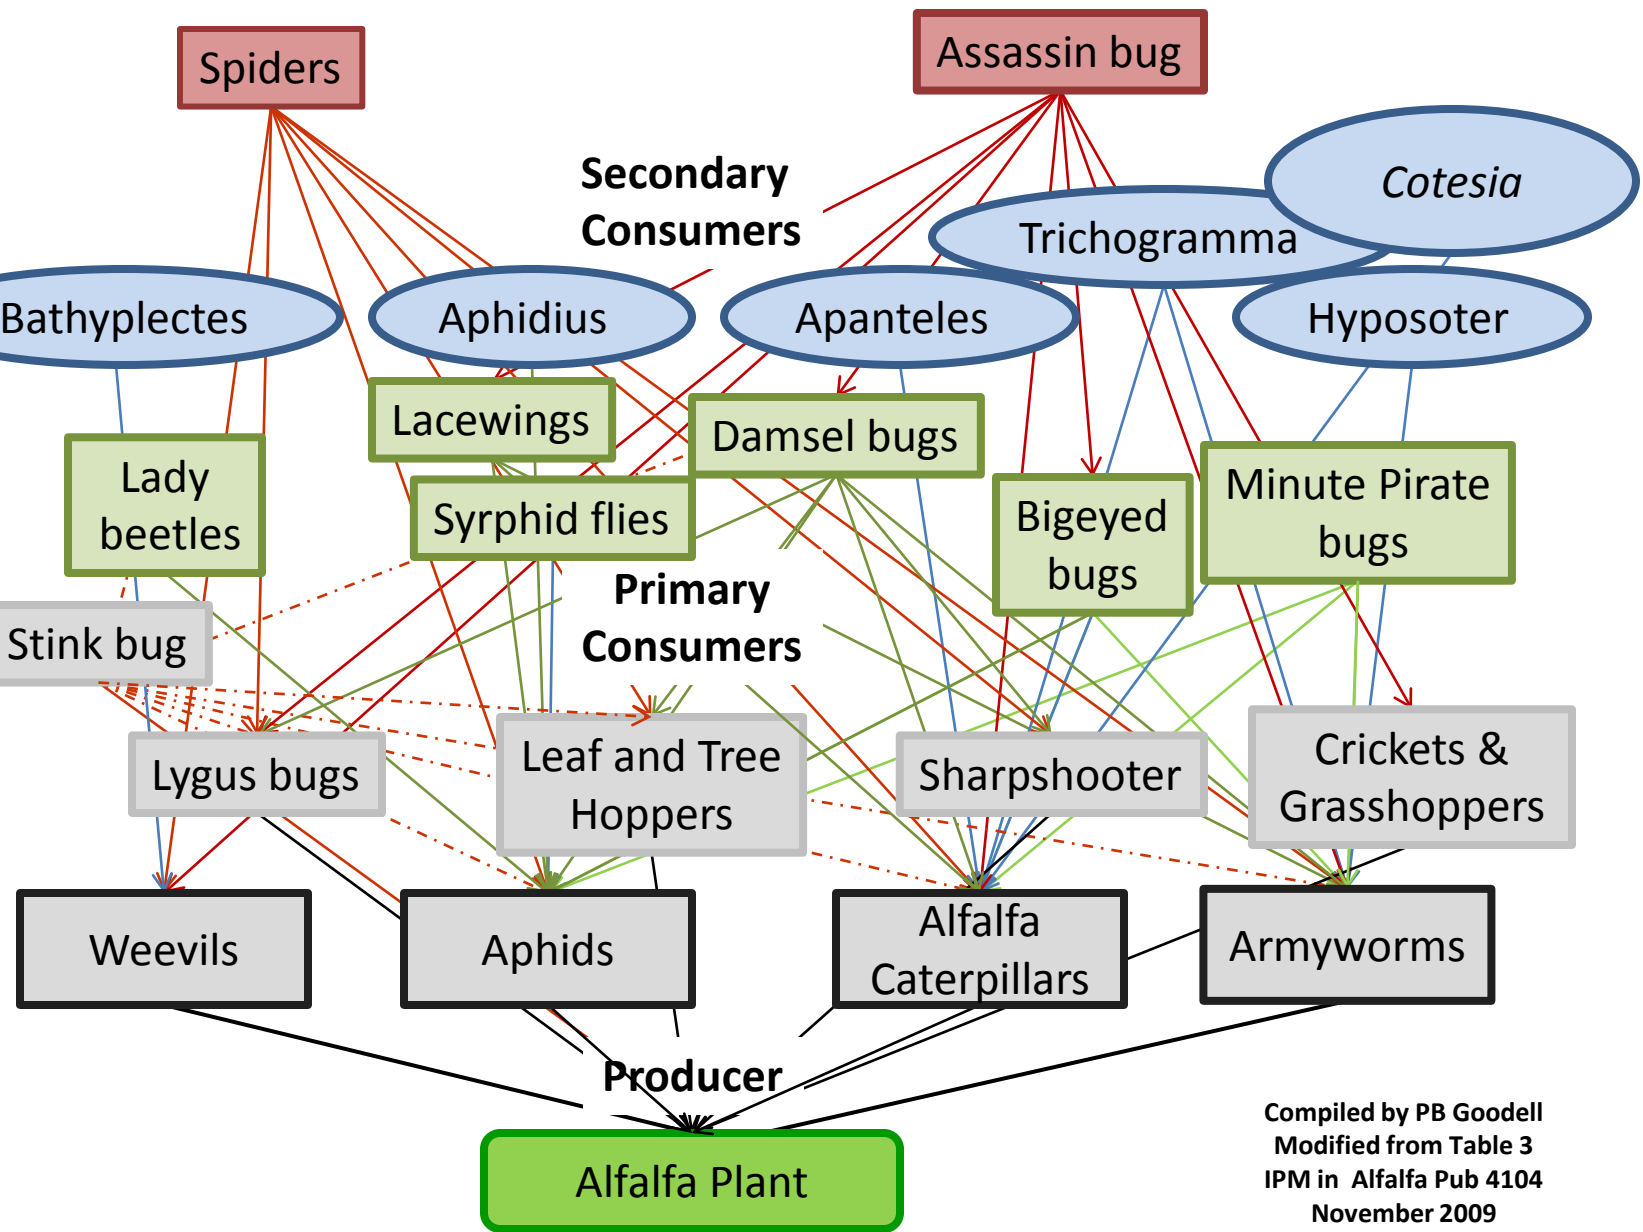 Spiders
Assassin bug
Secondary
Consumers
Cotesia
Trichogramma
Bathyplectes
Aphidius
Apanteles
Hyposoter
Lacewings
Damsel bugs
Lady
beetles
Syrphid flies
Bigeyed
bugs
Minute Pirate
bugs
Primary
Consumers
Stink bug
Lygus bugs
Leaf and Tree
Hoppers
Sharpshooter
Crickets &
Grasshoppers
Weevils
Aphids
Alfalfa
Caterpillars
Armyworms
Producer
Alfalfa Plant
Compiled by PB Goodell
Modified from Table 3
IPM in Alfalfa Pub 4104
November 2009